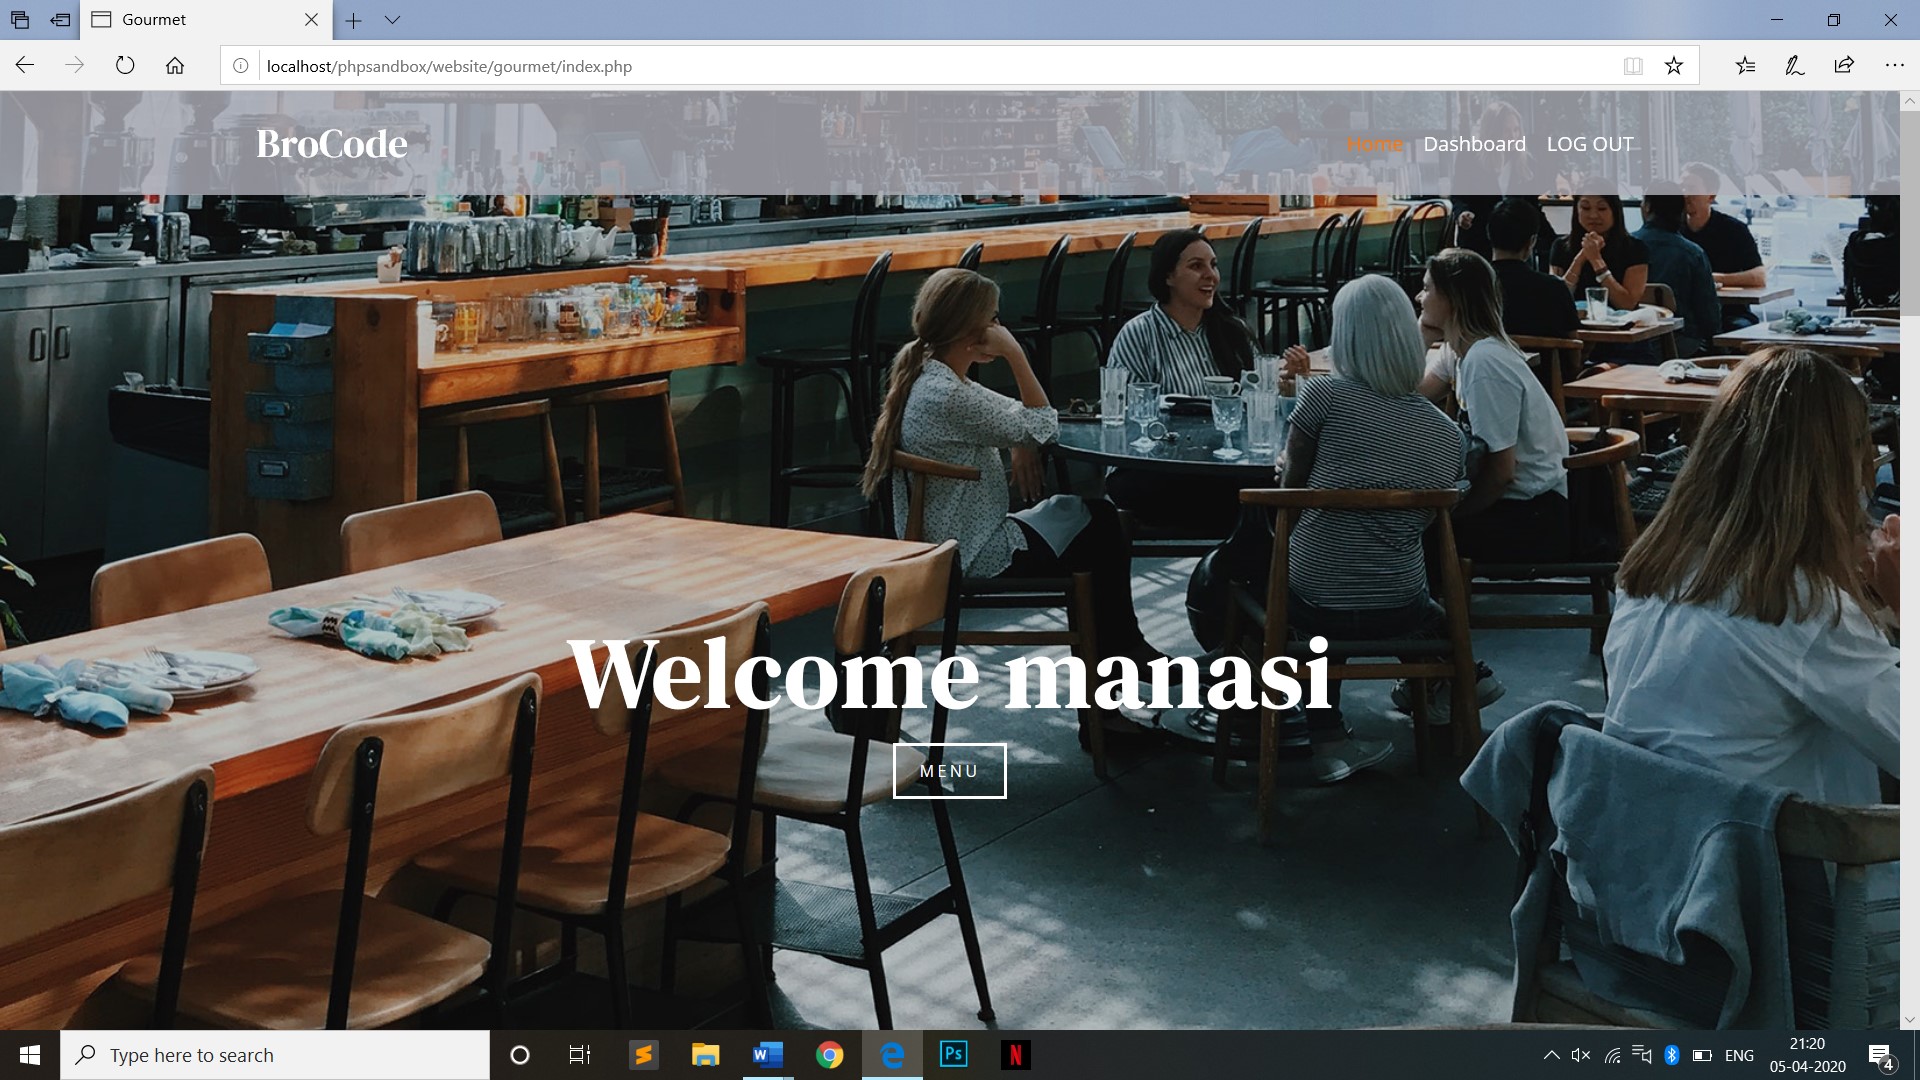 Gourmet
localhost/phpsandbox/website/gourmet/index.php
BroCode
Home Dashboard LOG OUT
Welcome manasi
MENU
Type here to search
W
Ps
N
ENG
21:20
05-04-2020
4